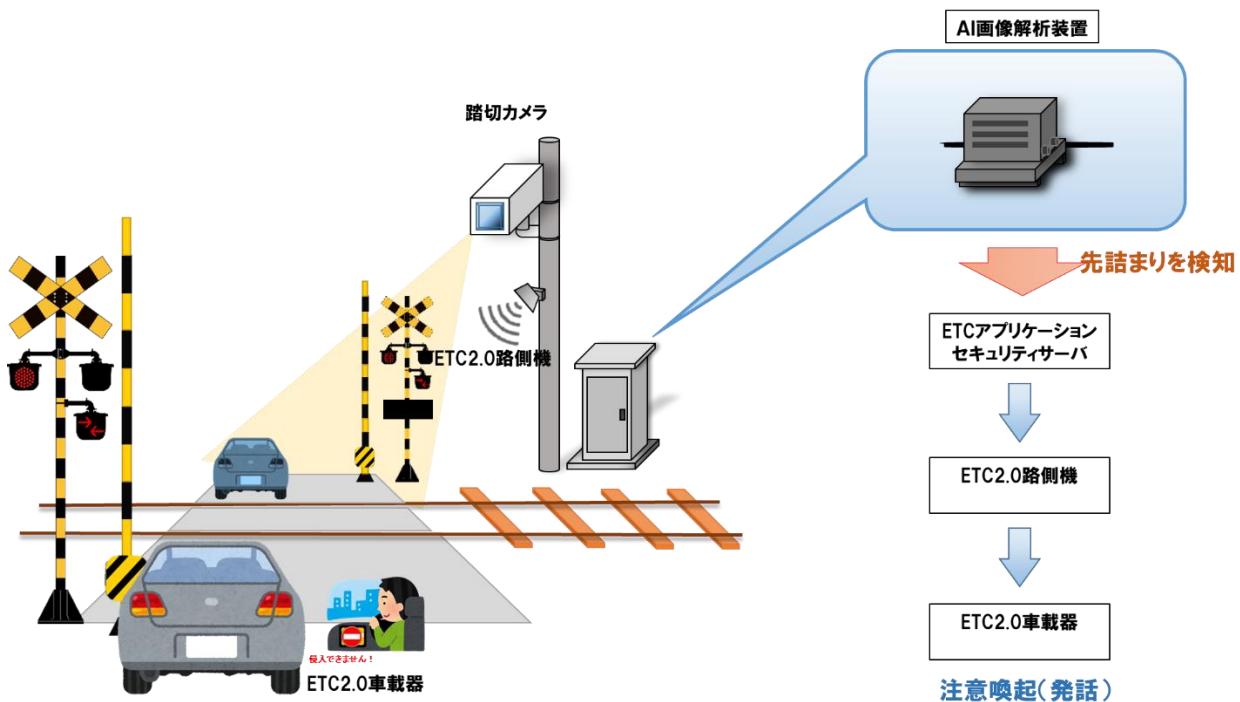 AI画像解析装置
踏切カメラ
先詰まりを検知
ETC2.0路側機
ETCアプリケーション
セキュリティサーバ
ETC2.0路側機
ETC2.0車載器
侵入できません！
ETC2.0車載器
注意喚起(発話)